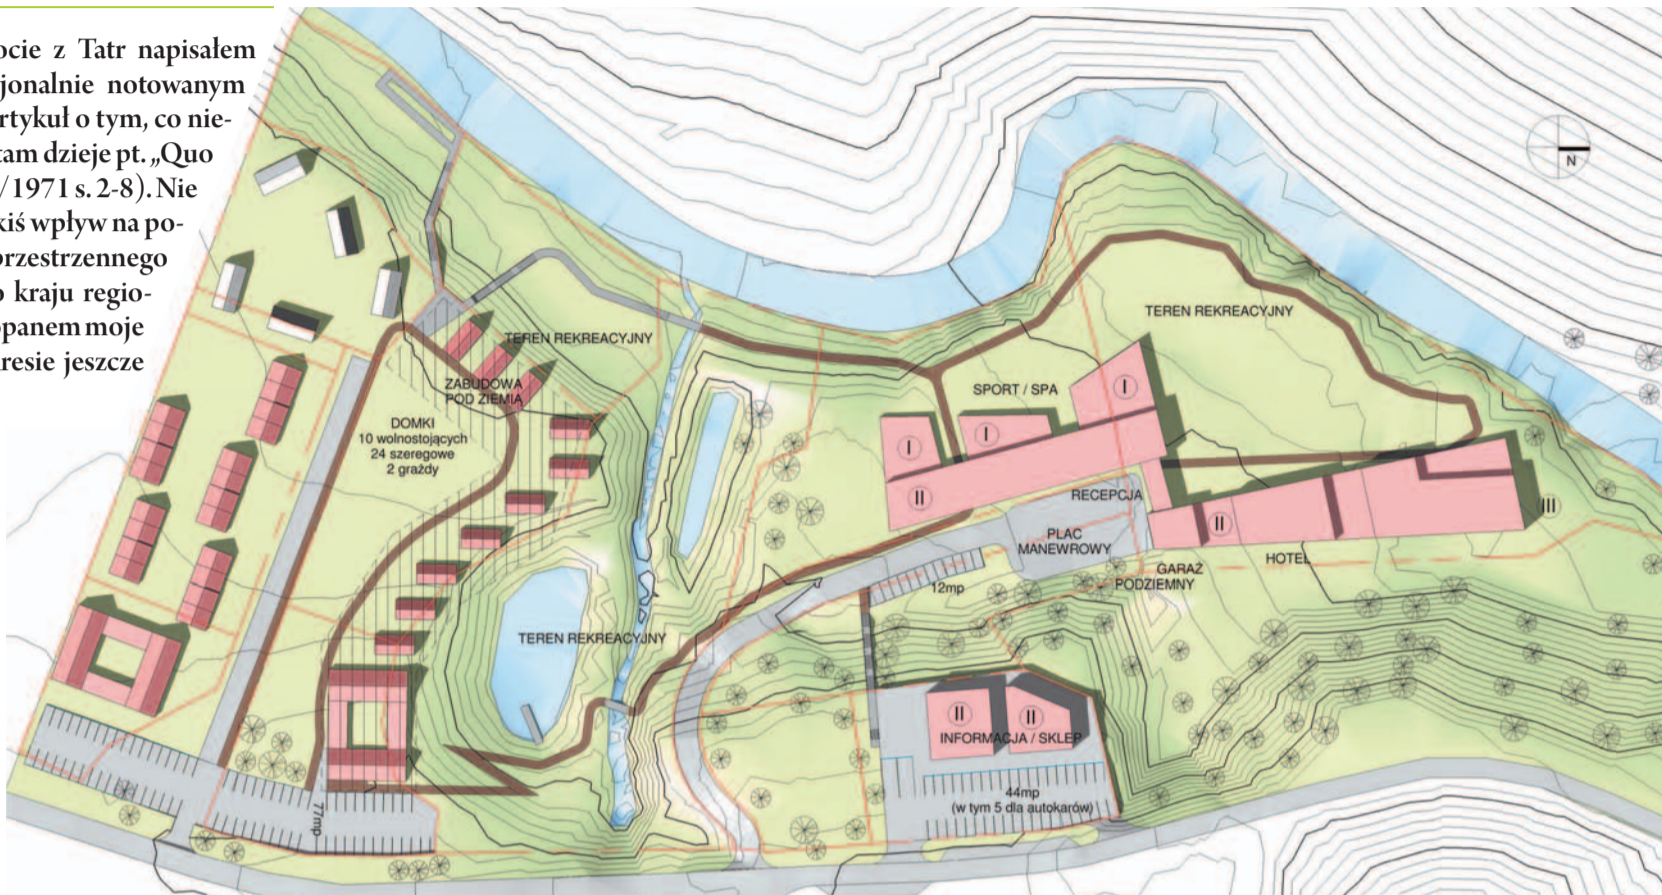 ocie z Tatr napisałem
jonalnie notowanym
rtykuł o tym, co nie-
tam dzieje pt. „Quo
/1971 s. 2-8). Nie
kiś wpływ na po-
przestrzennego
o kraju regio-
opanem moje
resie jeszcze
N
TEREN REKREACYJNY
TEREN REKREACYJNY
ZABUDOWA
POD ZIEMIĄ
DOMKI
10 wolnostojących
24 szeregowe
2 grażdy
SPORT / SPA
I
I
I
II
RECEPCJA
PLAC
MANEWROWY
II
III
HOTEL
GARAŻ
PODZIEMNY
12mp
TEREN REKREACYJNY
II
II
INFORMACJA / SKLEP
44mp
(w tym 5 dla autokarów)
77mp